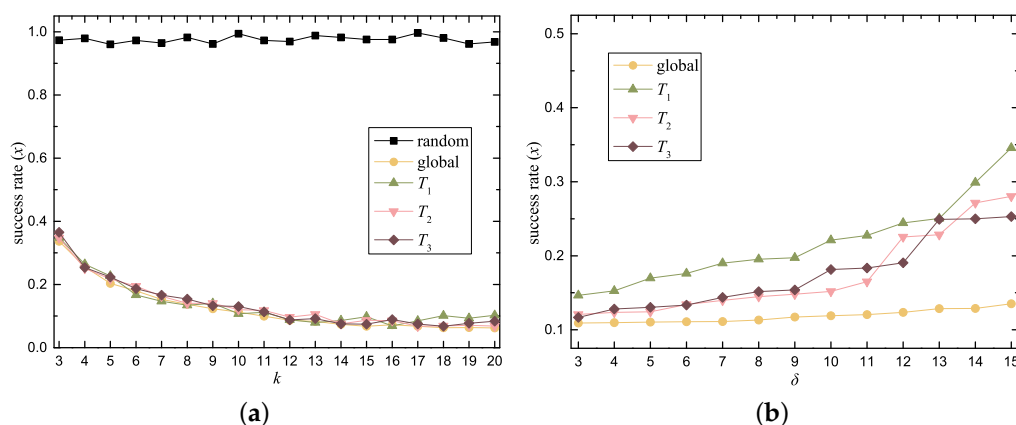 1.0
0.8
0.6
0.4
0.2
0.0
success rate (x)
random
global
T1
T2
T3
3 4 5 6 7 8 9 10 11 12 13 14 15 16 17 18 19 20
k
(a)
0.5
0.4
0.3
0.2
0.1
success rate (x)
global
T1
T2
T3
3 4 5 6 7 8 9 10 11 12 13 14 15
δ
(b)